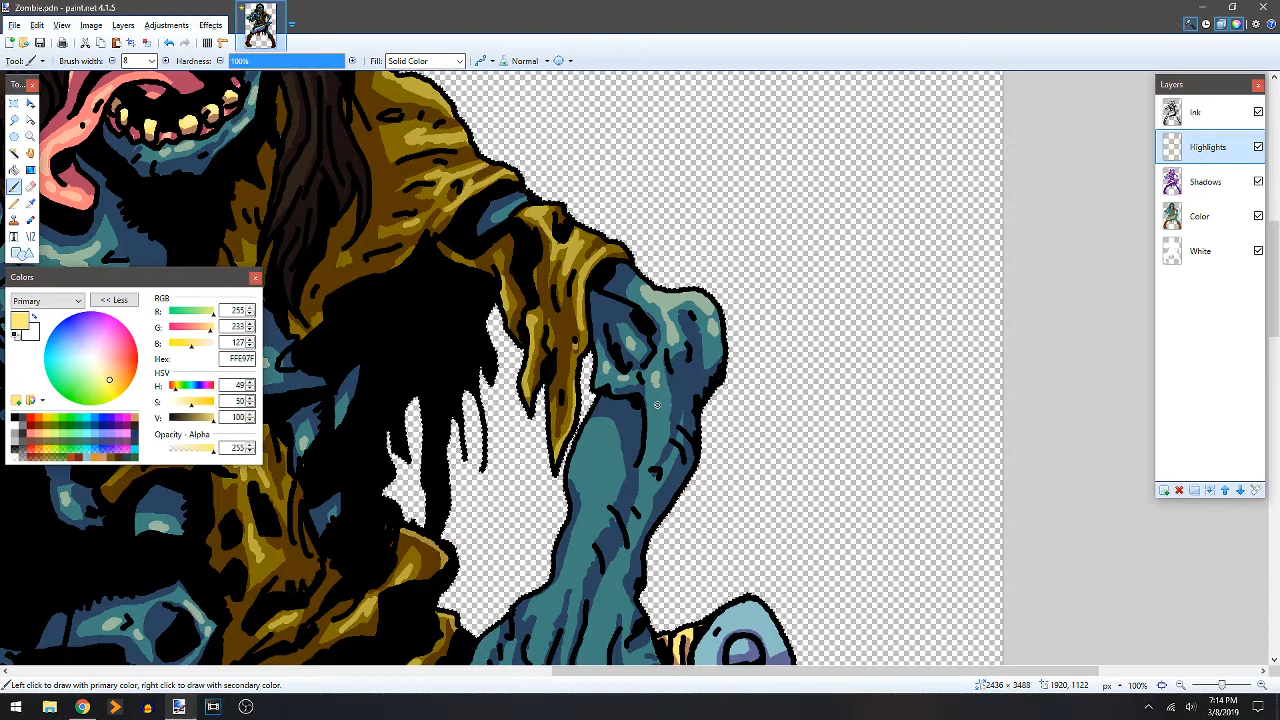 Zombie.pdn - paint.net 4.1.5
File Edit View Image Layers Adjustments Effects
Tools: Brush width: 8 Hardness: 100% Fill: Solid Color Normal
To...
Layers
Ink
Highlights
Shadows
Color
White
Colors
Primary << Less
RGB
R: 255
G: 233
B: 127
Hex: FFE97F
HSV
H: 49
S: 50
V: 100
Opacity - Alpha
255
Left click to draw with primary color, right click to draw with secondary color. 2436 × 3488 1920, 1122 px 100%
7:14 PM
3/8/2019